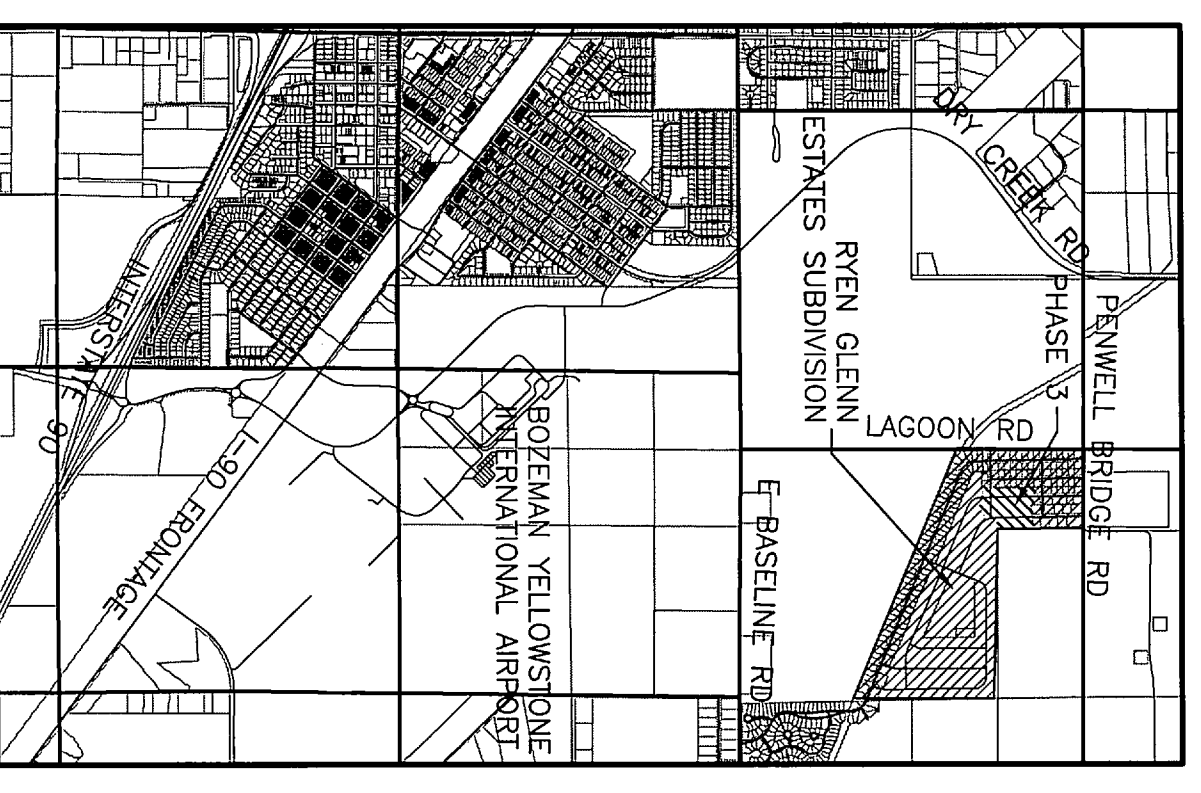 PENWELL BRIDGE RD
DRY CREEK RD
PHASE 3
LAGOON RD
RYEN GLENN
ESTATES SUBDIVISION
E BASELINE RD
BOZEMAN YELLOWSTONE
INTERNATIONAL AIRPORT
I-90 FRONTAGE
INTERSTATE 90